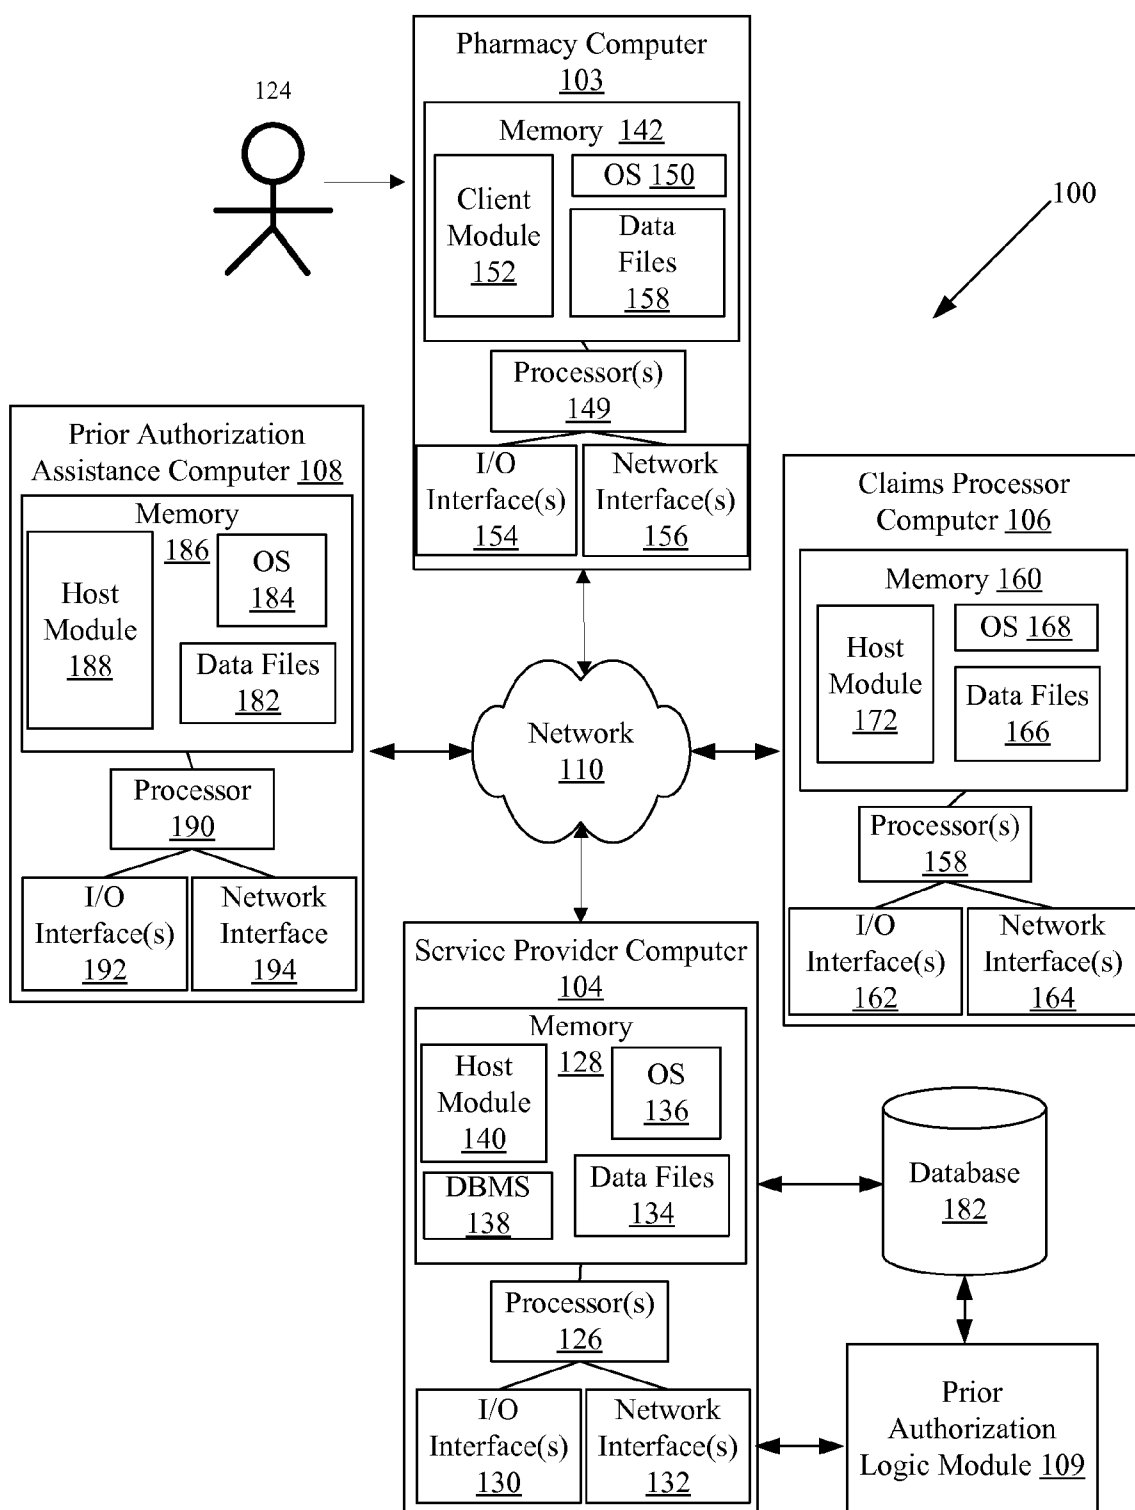 124
Pharmacy Computer
103
Memory 142
Client
Module
152
OS 150
Data
Files
158
Processor(s)
149
I/O
Interface(s)
154
Network
Interface(s)
156
100
Prior Authorization
Assistance Computer 108
Memory
186
Host
Module
188
OS
184
Data Files
182
Processor
190
I/O
Interface(s)
192
Network
Interface
194
Network
110
Claims Processor
Computer 106
Memory 160
Host
Module
172
OS 168
Data Files
166
Processor(s)
158
I/O
Interface(s)
162
Network
Interface(s)
164
Service Provider Computer
104
Memory
128
Host
Module
140
OS
136
DBMS
138
Data Files
134
Processor(s)
126
I/O
Interface(s)
130
Network
Interface(s)
132
Database
182
Prior
Authorization
Logic Module 109